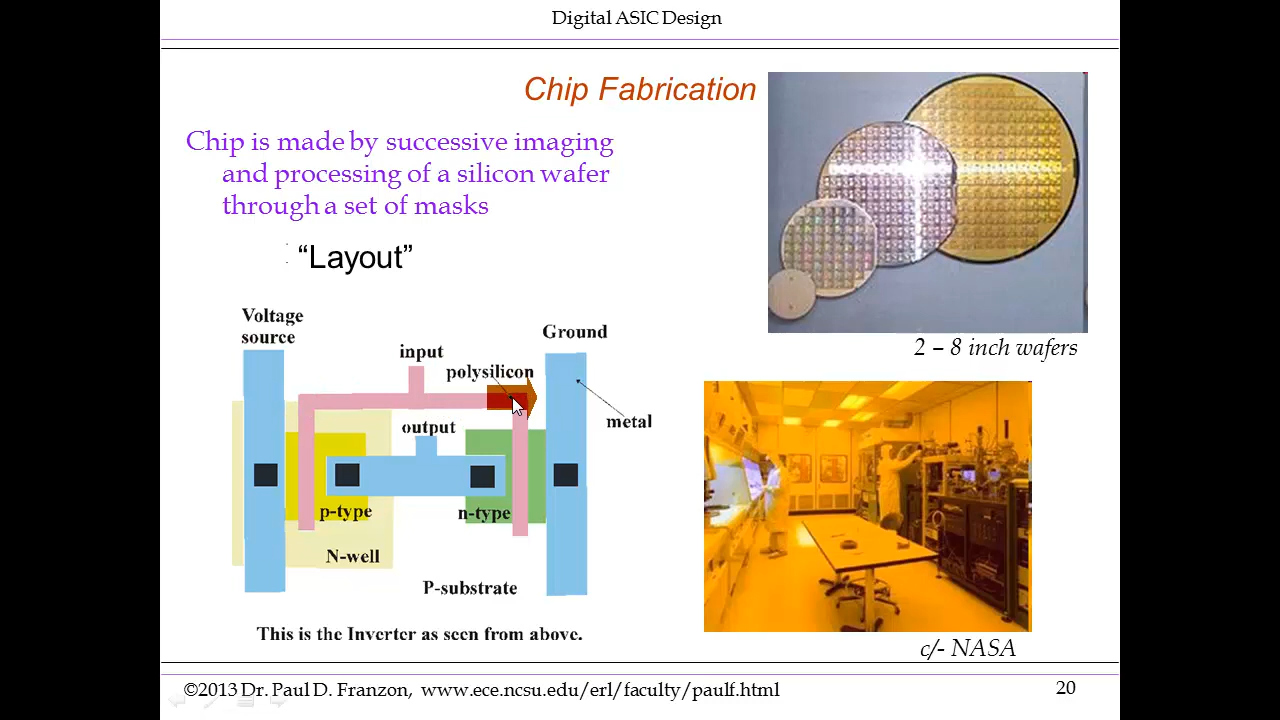 Digital ASIC Design
Chip Fabrication
Chip is made by successive imaging
and processing of a silicon wafer
through a set of masks
“Layout”
Voltage
source
Ground
input
polysilicon
metal
output
p-type
n-type
N-well
P-substrate
This is the Inverter as seen from above.
2 – 8 inch wafers
c/- NASA
©2013 Dr. Paul D. Franzon, www.ece.ncsu.edu/erl/faculty/paulf.html
20